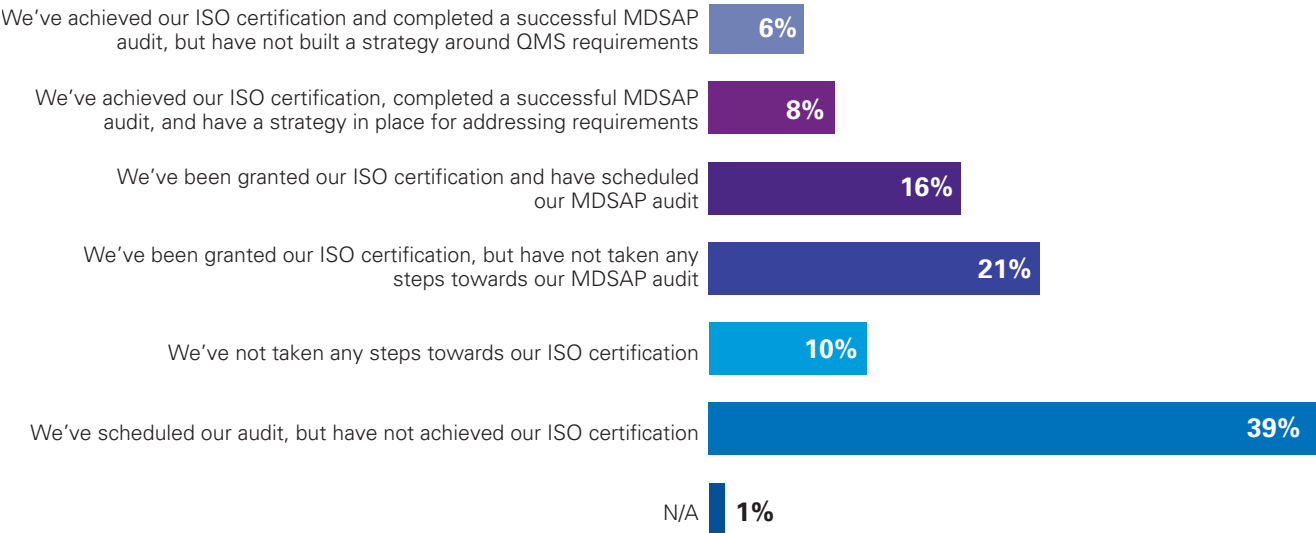 We’ve achieved our ISO certification and completed a successful MDSAP
audit, but have not built a strategy around QMS requirements
6%
We’ve achieved our ISO certification, completed a successful MDSAP
audit, and have a strategy in place for addressing requirements
8%
We’ve been granted our ISO certification and have scheduled
our MDSAP audit
16%
We’ve been granted our ISO certification, but have not taken any
steps towards our MDSAP audit
21%
We’ve not taken any steps towards our ISO certification
10%
We’ve scheduled our audit, but have not achieved our ISO certification
39%
N/A
1%